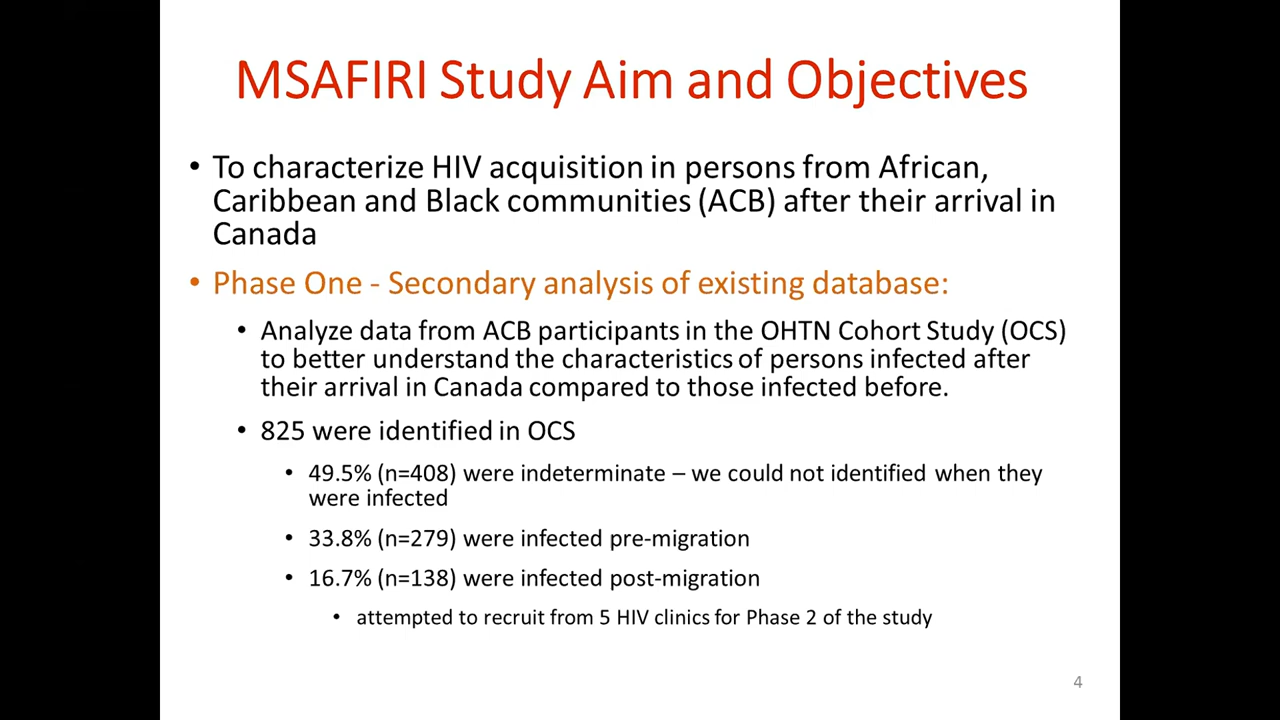 MSAFIRI Study Aim and Objectives
• To characterize HIV acquisition in persons from African,
Caribbean and Black communities (ACB) after their arrival in
Canada
• Phase One - Secondary analysis of existing database:
• Analyze data from ACB participants in the OHTN Cohort Study (OCS)
to better understand the characteristics of persons infected after
their arrival in Canada compared to those infected before.
• 825 were identified in OCS
• 49.5% (n=408) were indeterminate – we could not identified when they
were infected
• 33.8% (n=279) were infected pre-migration
• 16.7% (n=138) were infected post-migration
• attempted to recruit from 5 HIV clinics for Phase 2 of the study
4